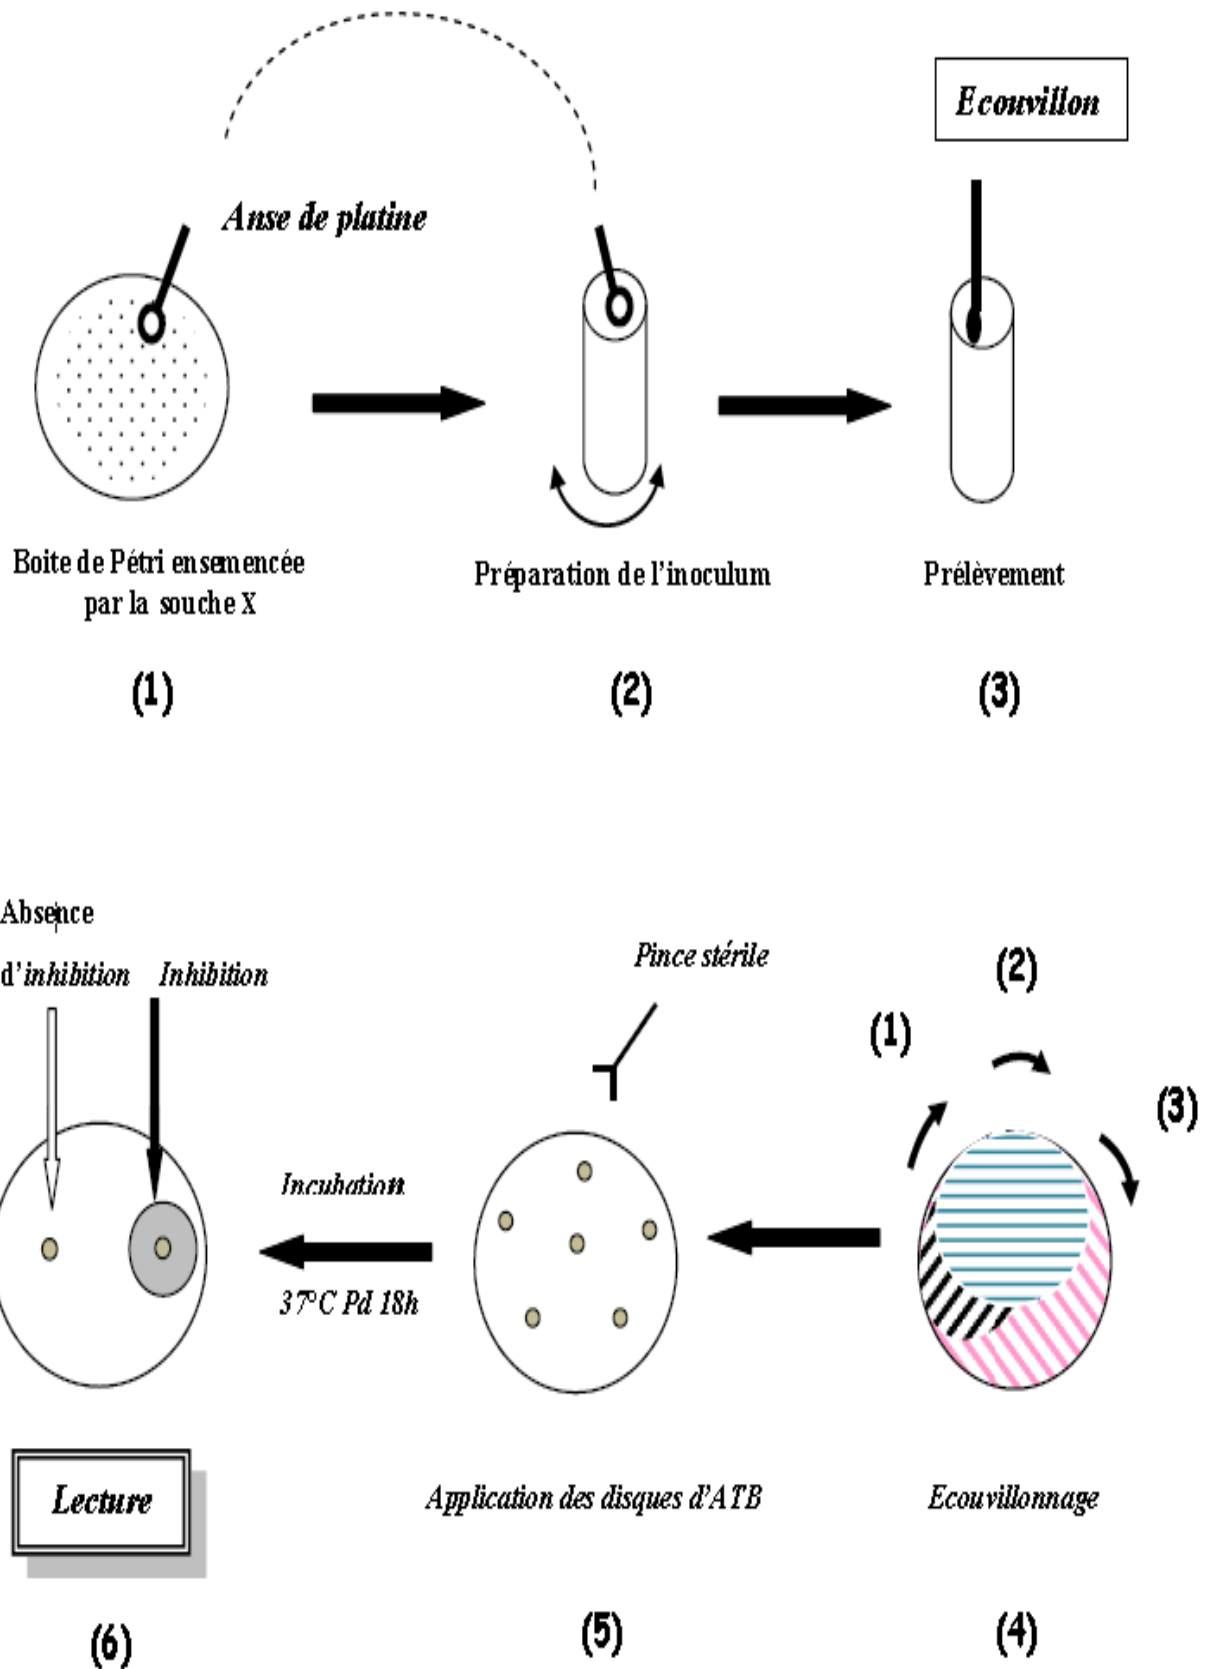 Ecouvillon
Anse de platine
Boite de Pétri ensemencée
par la souche X
Préparation de l'inoculum
Prélèvement
(1)
(2)
(3)
Absence
d'inhibition
Inhibition
Pince stérile
(2)
(1)
(3)
Incubation
37°C Pd 18h
Lecture
Application des disques d'ATB
Ecouvillonnage
(6)
(5)
(4)